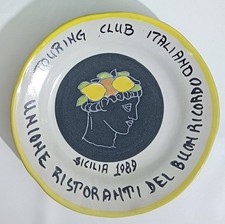 TOURING CLUB ITALIANO
UNIONE RISTORANTI DEL BUON RICORDO
SICILIA 1989